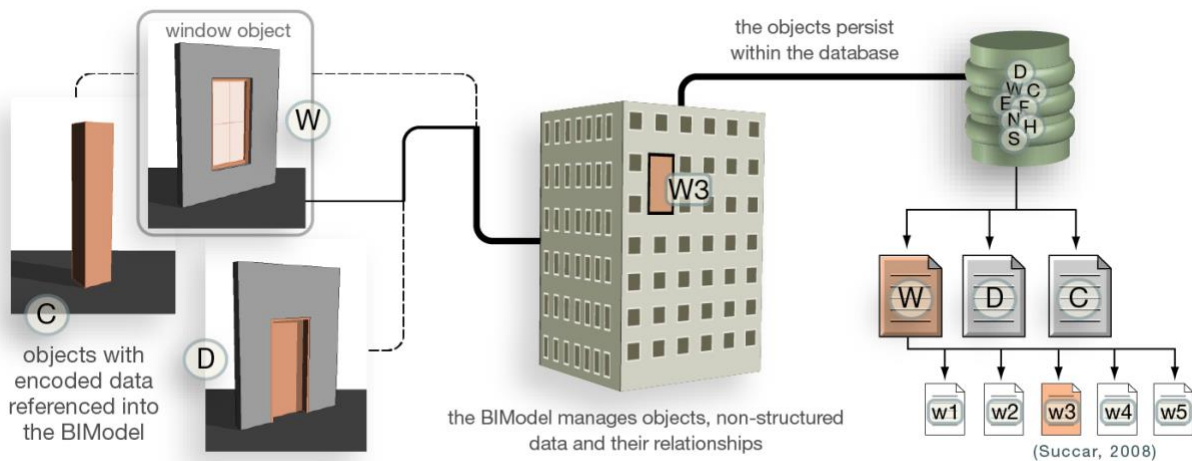 window object
W
C
objects with
encoded data
referenced into
the BIModel
D
W3
the BIModel manages objects, non-structured
data and their relationships
the objects persist
within the database
D
W
C
E
F
N
H
S
W
D
C
w1
w2
w3
w4
w5
(Succar, 2008)